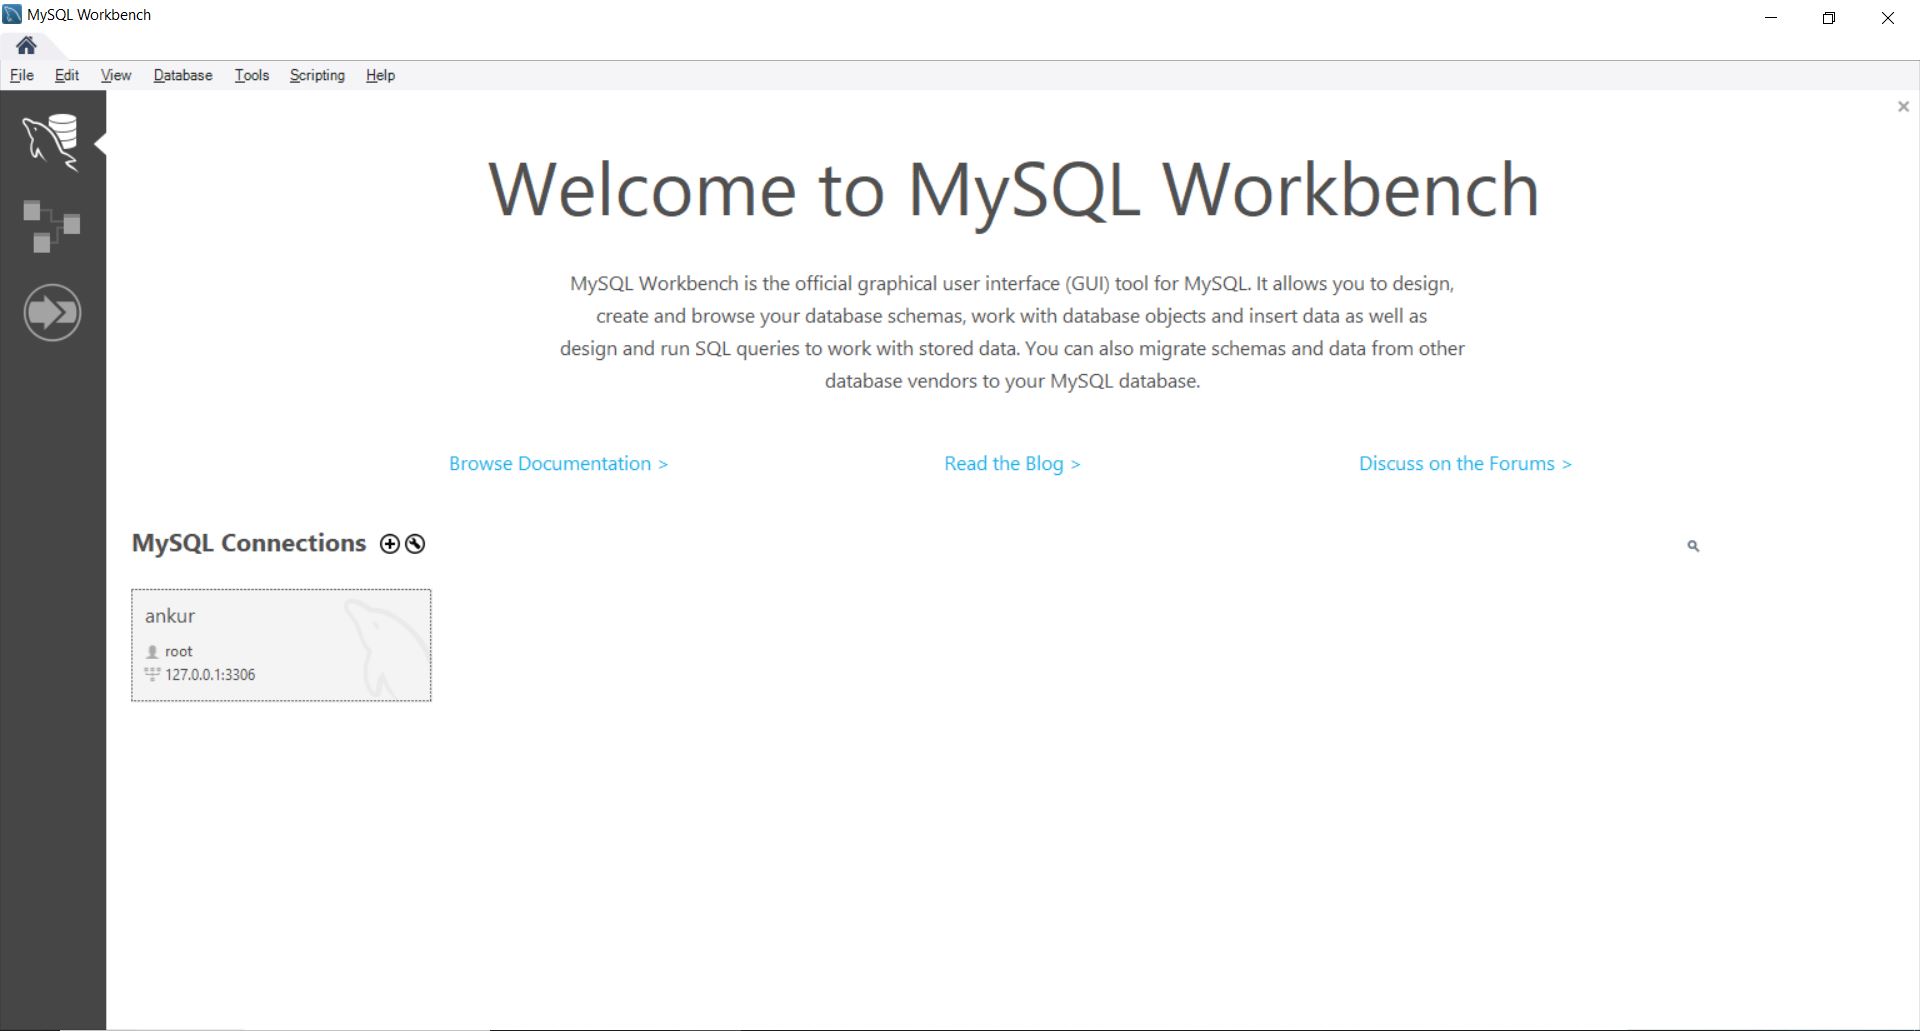 MySQL Workbench
File Edit View Database Tools Scripting Help
Welcome to MySQL Workbench
MySQL Workbench is the official graphical user interface (GUI) tool for MySQL. It allows you to design,
create and browse your database schemas, work with database objects and insert data as well as
design and run SQL queries to work with stored data. You can also migrate schemas and data from other
database vendors to your MySQL database.
Browse Documentation > Read the Blog > Discuss on the Forums >
MySQL Connections
ankur
root
127.0.0.1:3306